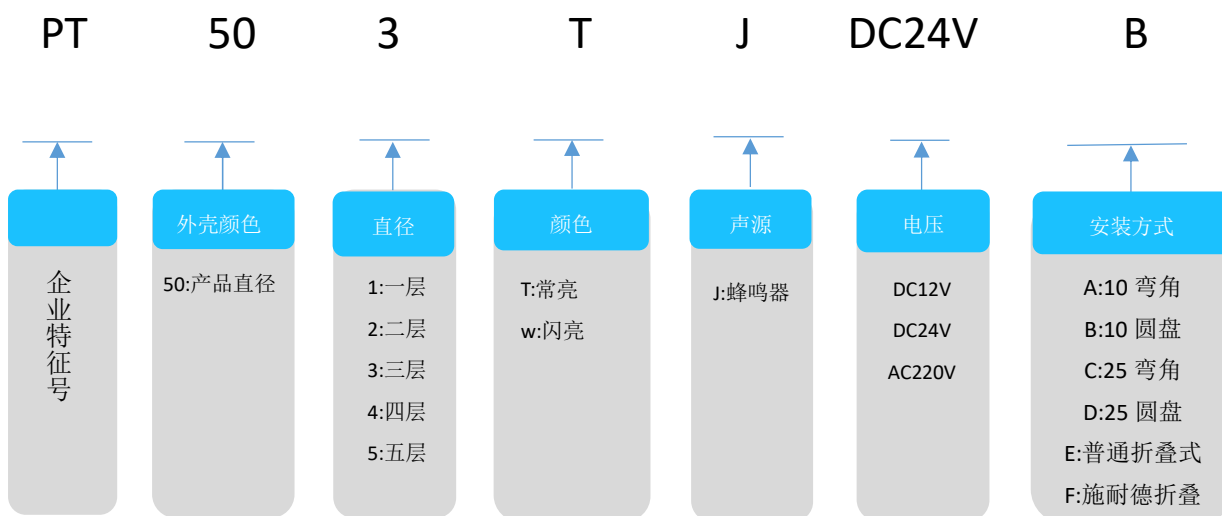 PT 50 3 T J DC24V B
外壳颜色 直径 颜色 声源 电压 安装方式
企业特征号
50:产品直径
1:一层
2:二层
3:三层
4:四层
5:五层
T:常亮
w:闪亮
J:蜂鸣器
DC12V
DC24V
AC220V
A:10 弯角
B:10 圆盘
C:25 弯角
D:25 圆盘
E:普通折叠式
F:施耐德折叠